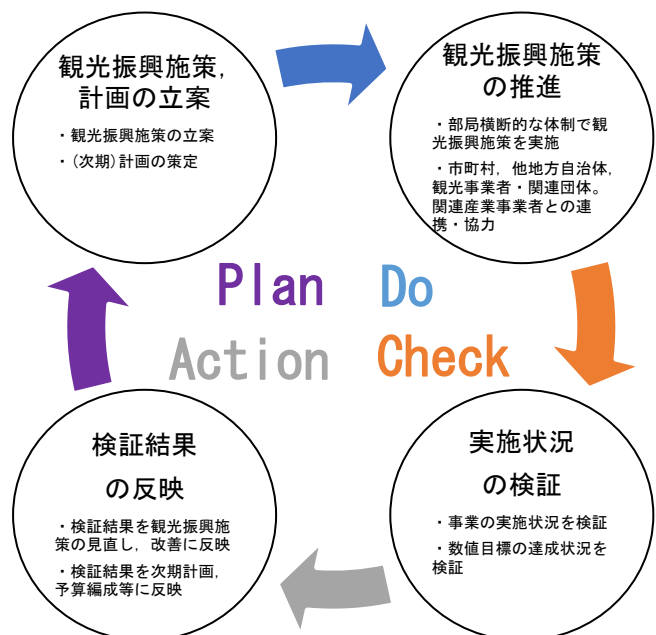 観光振興施策,
計画の立案
・観光振興施策の立案
・(次期)計画の策定
観光振興施策
の推進
・部局横断的な体制で観
光振興施策を実施
・市町村,他地方自治体,
観光事業者・関連団体。
関連産業事業者との連
携・協力
Plan Do
Action Check
検証結果
の反映
・検証結果を観光振興施
策の見直し,改善に反映
・検証結果を次期計画,
予算編成等に反映
実施状況
の検証
・事業の実施状況を検証
・数値目標の達成状況を
検証